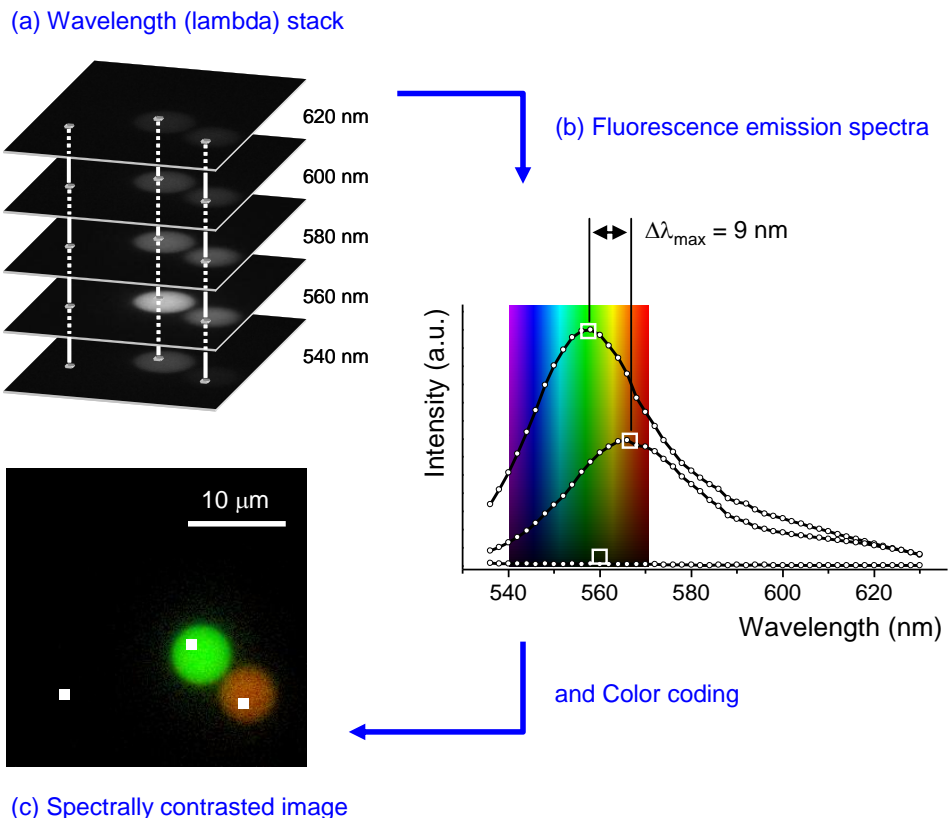 (a) Wavelength (lambda) stack
620 nm
600 nm
580 nm
560 nm
540 nm
(b) Fluorescence emission spectra
Δλmax = 9 nm
Intensity (a.u.)
540 560 580 600 620
Wavelength (nm)
10 μm
and Color coding
(c) Spectrally contrasted image